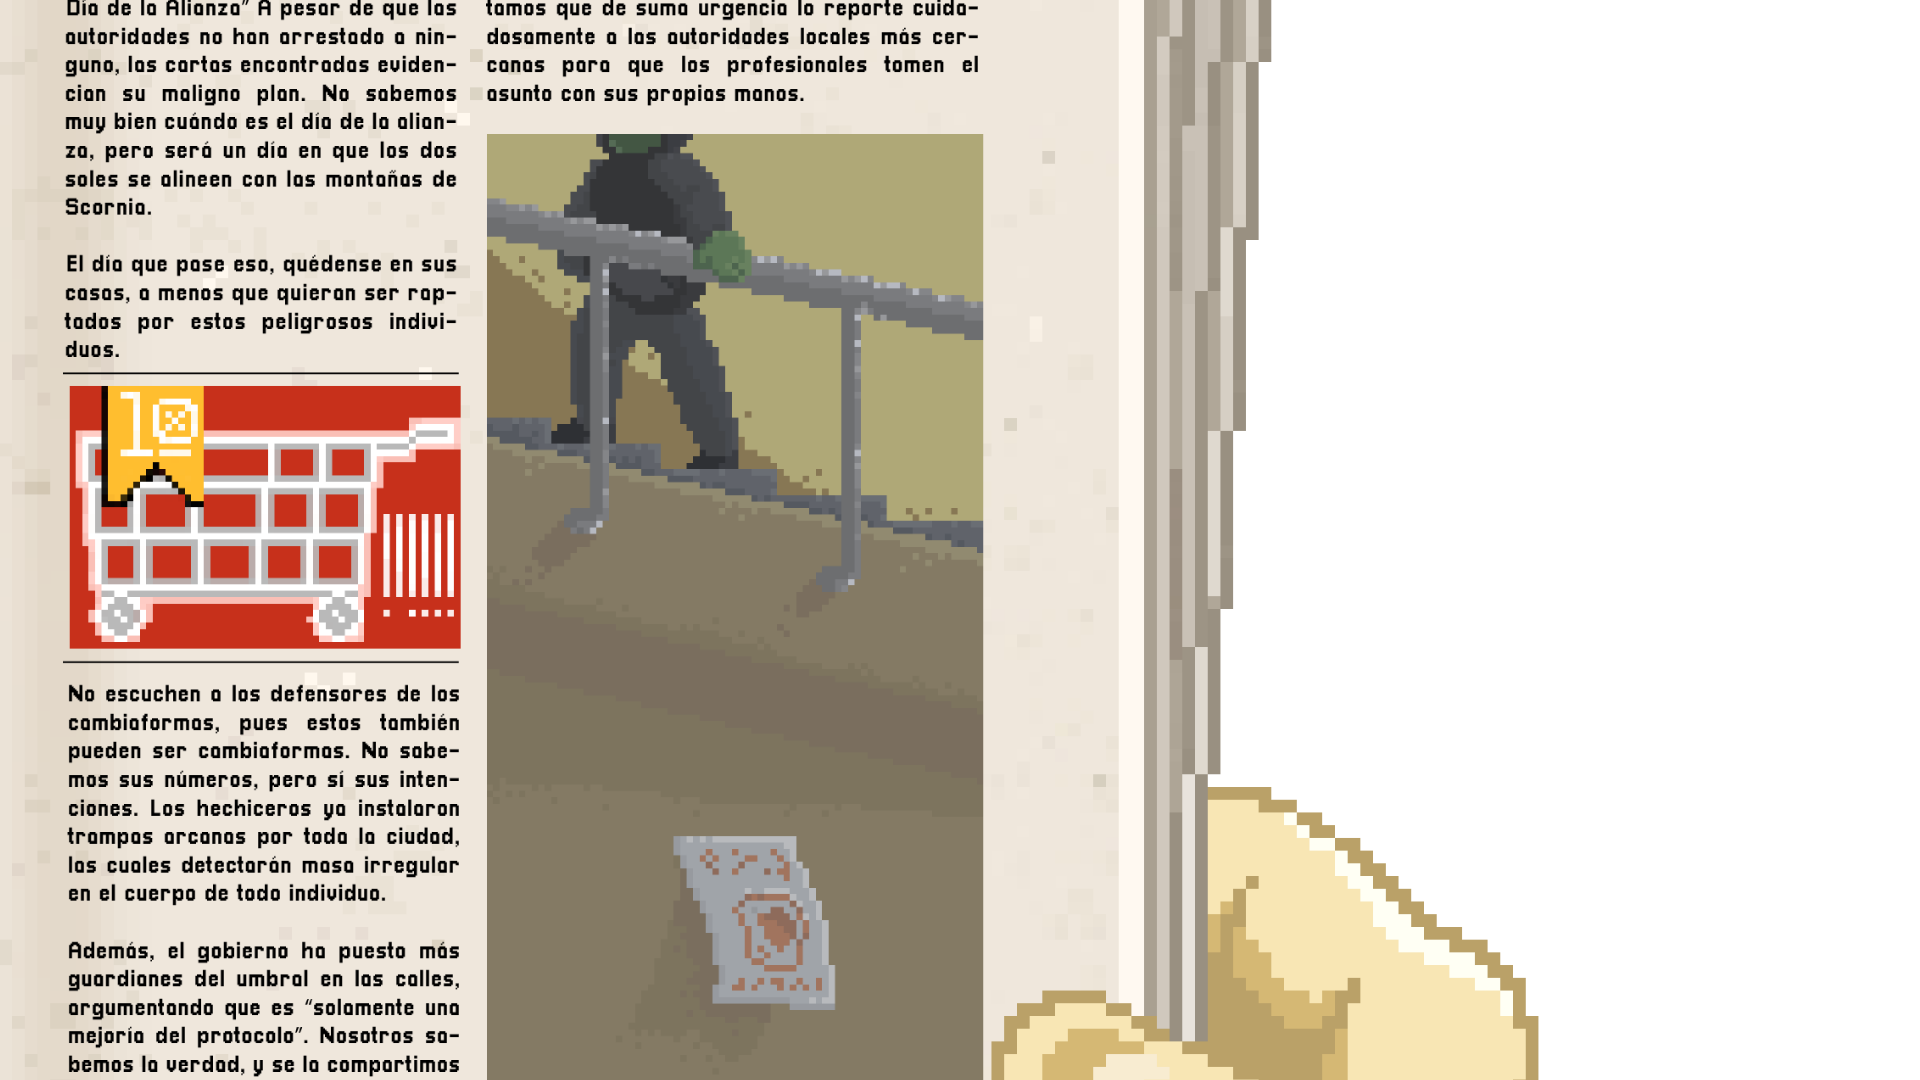 Día de la Alianza” A pesar de que las
autoridades no han arrestado a nin-
guno, las cartas encontradas eviden-
cian su maligno plan. No sabemos
muy bien cuándo es el día de la alian-
za, pero será un día en que los dos
soles se alineen con las montañas de
Scornia.
El día que pase eso, quédense en sus
casas, a menos que quieran ser rap-
tados por estos peligrosos indivi-
duos.
10
No escuchen a los defensores de los
cambiaformas, pues estos también
pueden ser cambiaformas. No sabe-
mos sus números, pero sí sus inten-
ciones. Los hechiceros ya instalaron
trampas arcanas por toda la ciudad,
las cuales detectarán masa irregular
en el cuerpo de todo individuo.
Además, el gobierno ha puesto más
guardianes del umbral en las calles,
argumentando que es “solamente una
mejoría del protocolo”. Nosotros sa-
bemos la verdad, y se la compartimos
tamos que de suma urgencia lo reporte cuida-
dosamente a las autoridades locales más cer-
canas para que los profesionales tomen el
asunto con sus propias manos.